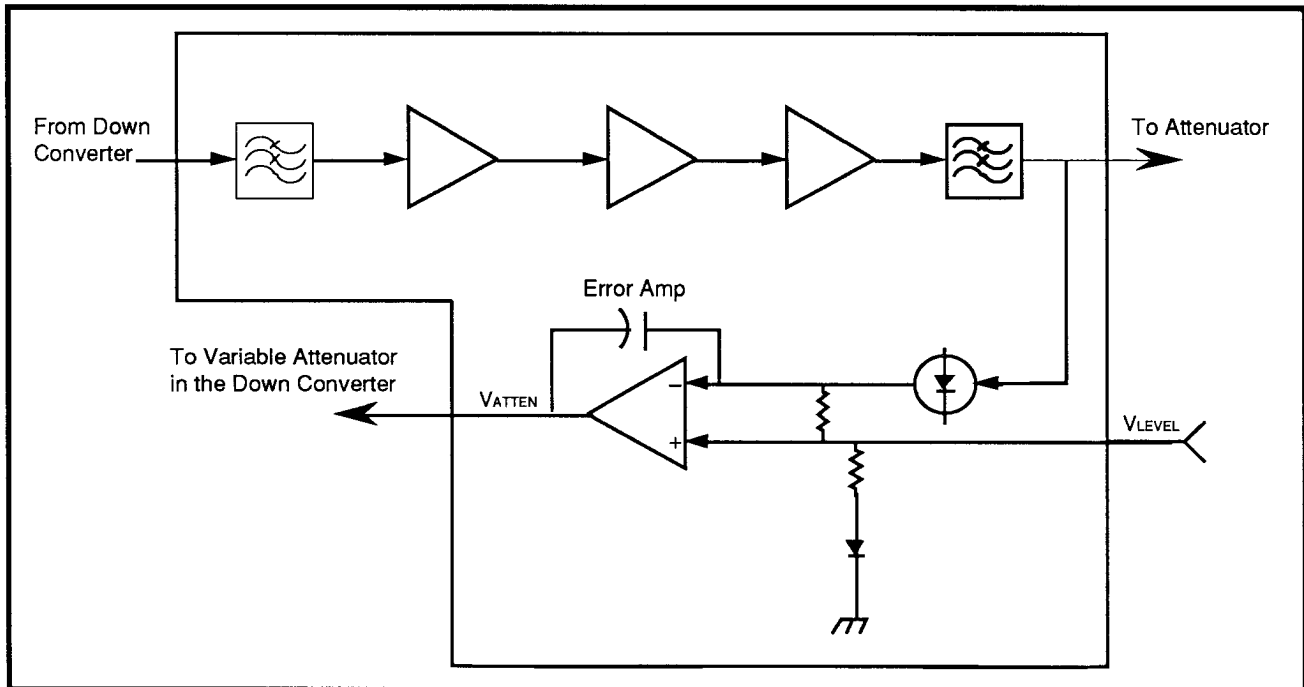 From Down
Converter
To Attenuator
Error Amp
To Variable Attenuator
in the Down Converter
VATTEN
−
+
VLEVEL